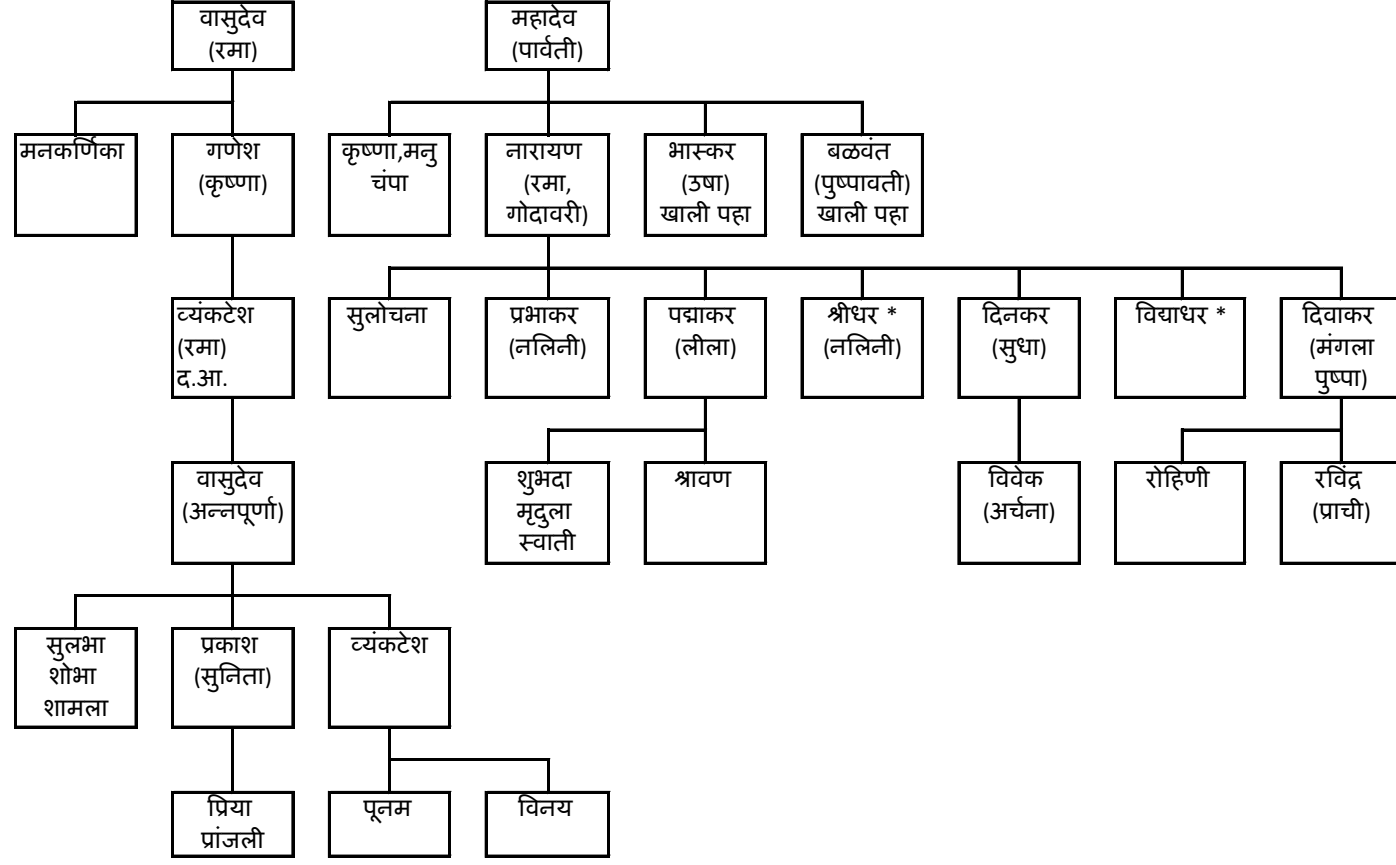 वासुदेव
(रमा)
महादेव
(पार्वती)
मनकर्णिका
गणेश
(कृष्णा)
कृष्णा,मनु
चंपा
नारायण
(रमा,
गोदावरी)
भास्कर
(उषा)
खाली पहा
बळवंत
(पुष्पावती)
खाली पहा
व्यंकटेश
(रमा)
द.आ.
सुलोचना
प्रभाकर
(नलिनी)
पद्माकर
(लीला)
श्रीधर *
(नलिनी)
दिनकर
(सुधा)
विद्याधर *
दिवाकर
(मंगला
पुष्पा)
वासुदेव
(अन्नपूर्णा)
शुभदा
मृदुला
स्वाती
श्रावण
विवेक
(अर्चना)
रोहिणी
रविंद्र
(प्राची)
सुलभा
शोभा
शामला
प्रकाश
(सुनिता)
व्यंकटेश
प्रिया
प्रांजली
पूनम
विनय